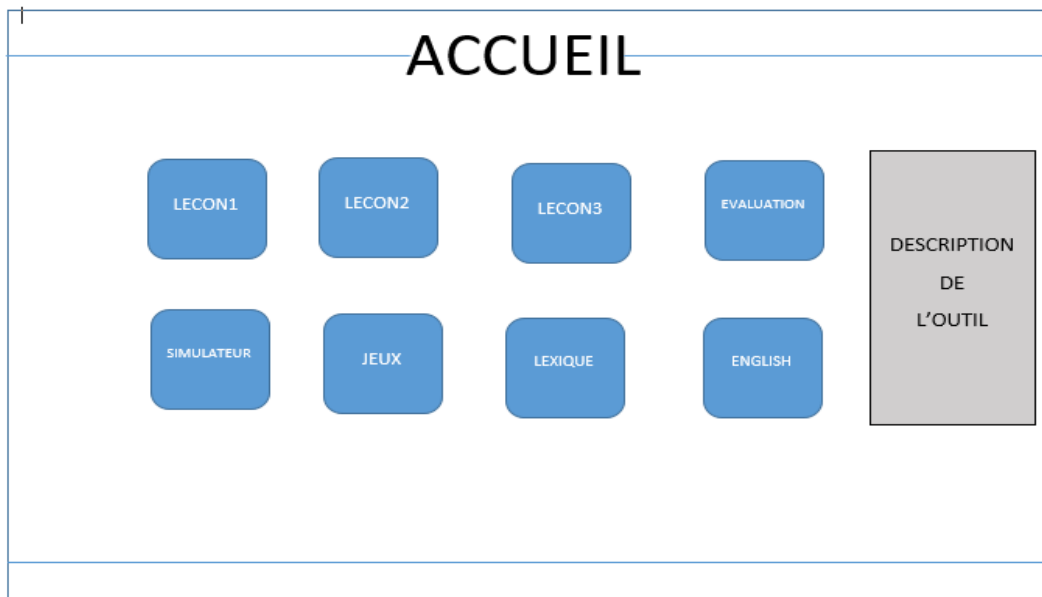 ACCUEIL
LECON1
LECON2
LECON3
EVALUATION
SIMULATEUR
JEUX
LEXIQUE
ENGLISH
DESCRIPTION
DE
L’OUTIL